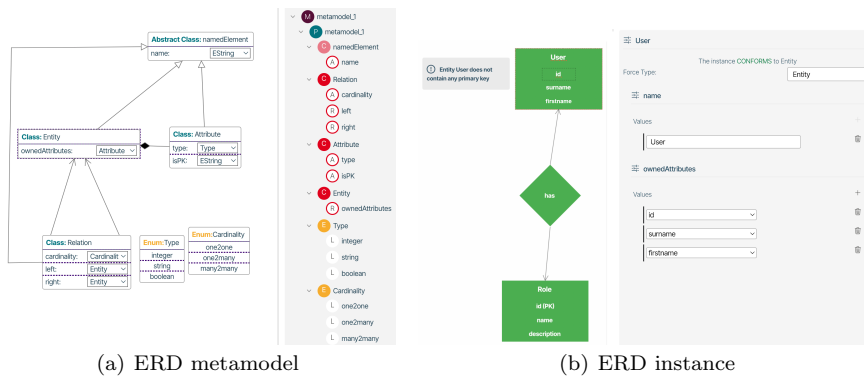 Abstract Class: namedElement
name: EString
Class: Entity
ownedAttributes: Attribute
Class: Attribute
type: Type
isPK: EString
Class: Relation
cardinality: Cardinalit
left: Entity
right: Entity
Enum:Type
integer
string
boolean
Enum:Cardinality
one2one
one2many
many2many
M metamodel_1
P metamodel_1
C namedElement
A name
C Relation
A cardinality
R left
R right
C Attribute
A type
A isPK
C Entity
R ownedAttributes
E Type
L integer
L string
L boolean
E Cardinality
L one2one
L one2many
L many2many
(a) ERD metamodel
Entity User does not
contain any primary key
User
id
surname
firstname
has
Role
id (PK)
name
description
User
The instance CONFORMS to Entity
Force Type: Entity
name
Values
User
ownedAttributes
Values +
id
surname
firstname
(b) ERD instance